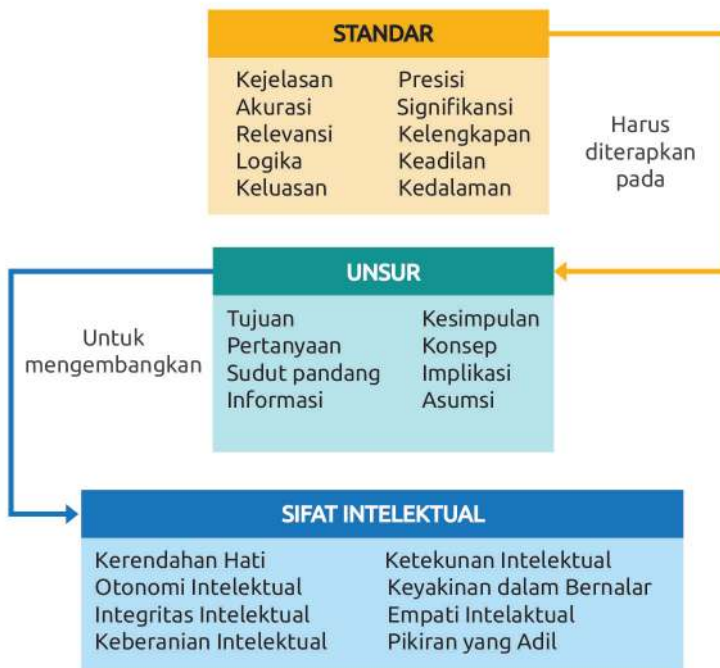 STANDAR
Kejelasan Presisi
Akurasi Signifikansi
Relevansi Kelengkapan
Logika Keadilan
Keluasan Kedalaman
Harus
diterapkan
pada
UNSUR
Tujuan Kesimpulan
Pertanyaan Konsep
Sudut pandang Implikasi
Informasi Asumsi
Untuk
mengembangkan
SIFAT INTELEKTUAL
Kerendahan Hati Ketekunan Intelektual
Otonomi Intelektual Keyakinan dalam Bernalar
Integritas Intelektual Empati Intelaktual
Keberanian Intelektual Pikiran yang Adil